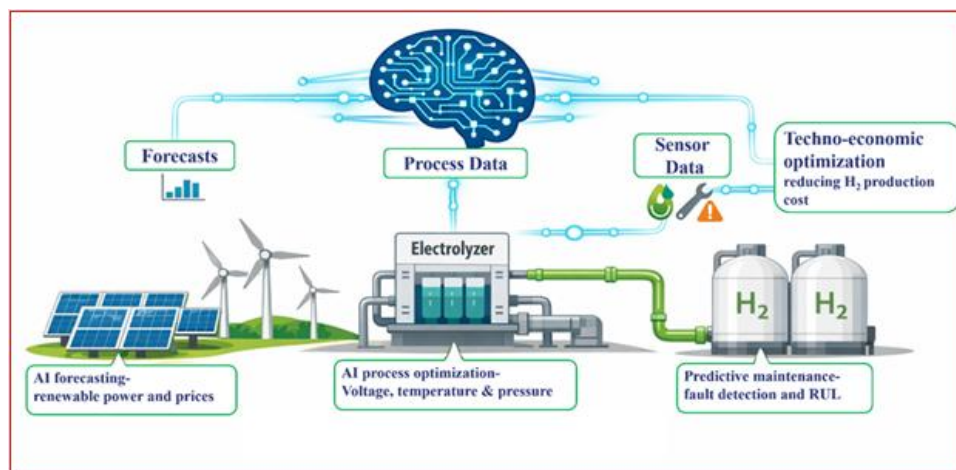 Forecasts
Process Data
Sensor
Data
Techno-economic
optimization
reducing H₂ production
cost
Electrolyzer
H₂
H₂
AI forecasting-
renewable power and prices
AI process optimization-
Voltage, temperature & pressure
Predictive maintenance-
fault detection and RUL